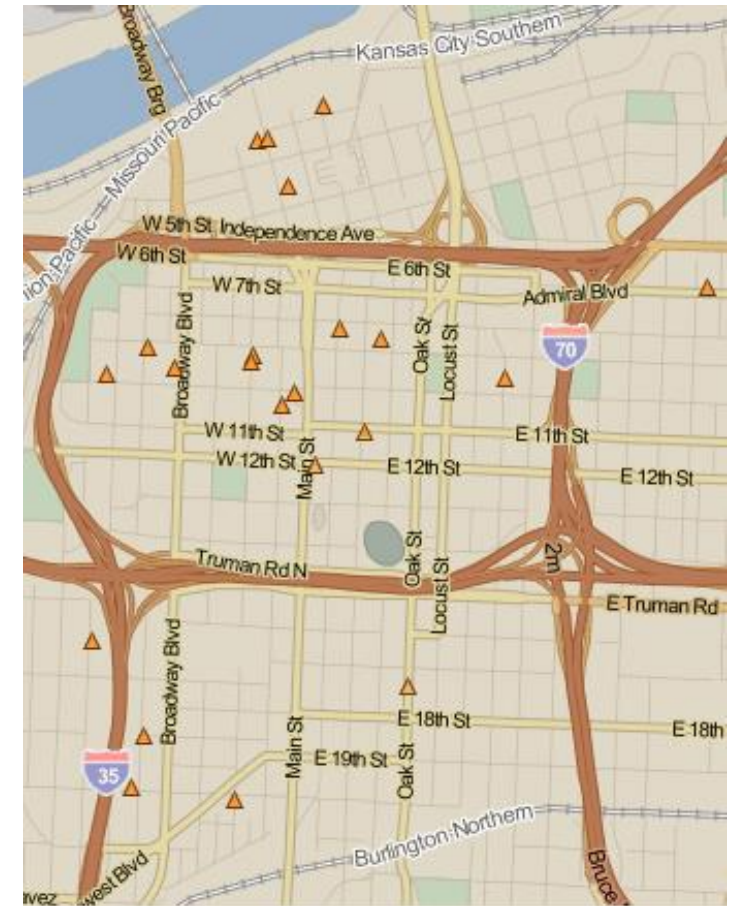 Broadway Brg
Kansas City Southern
Missouri Pacific
ion Pacific
W 5th St
Independence Ave
W 6th St
E 6th St
W 7th St
Admiral Blvd
Broadway Blvd
Oak St
Locust St
70
W 11th St
E 11th St
Main St
W 12th St
E 12th St
E 12th St
Oak St
Truman Rd N
2m
Locust St
E Truman Rd
Broadway Blvd
E 18th St
E 18th
Main St
Oak St
E 19th St
35
Burlington Northern
west Blvd
Bruce
vez